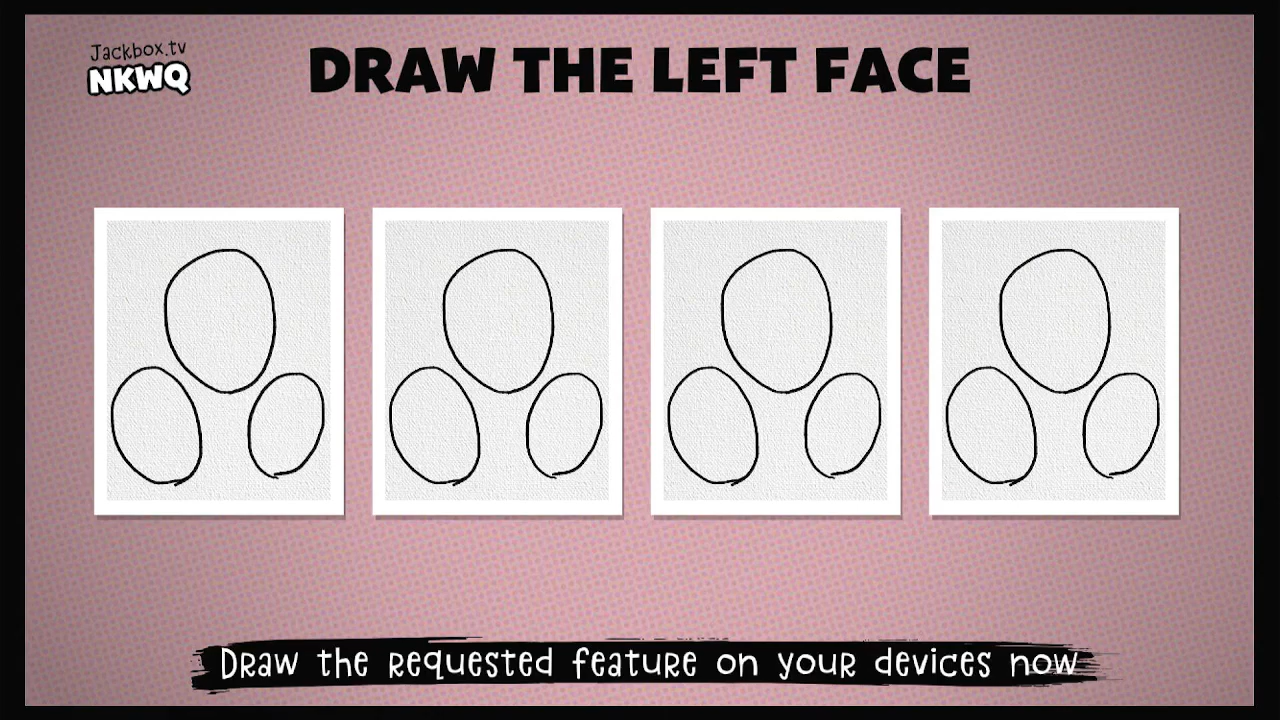 Jackbox.tv
NKWQ
DRAW THE LEFT FACE
Draw the requested feature on your devices now